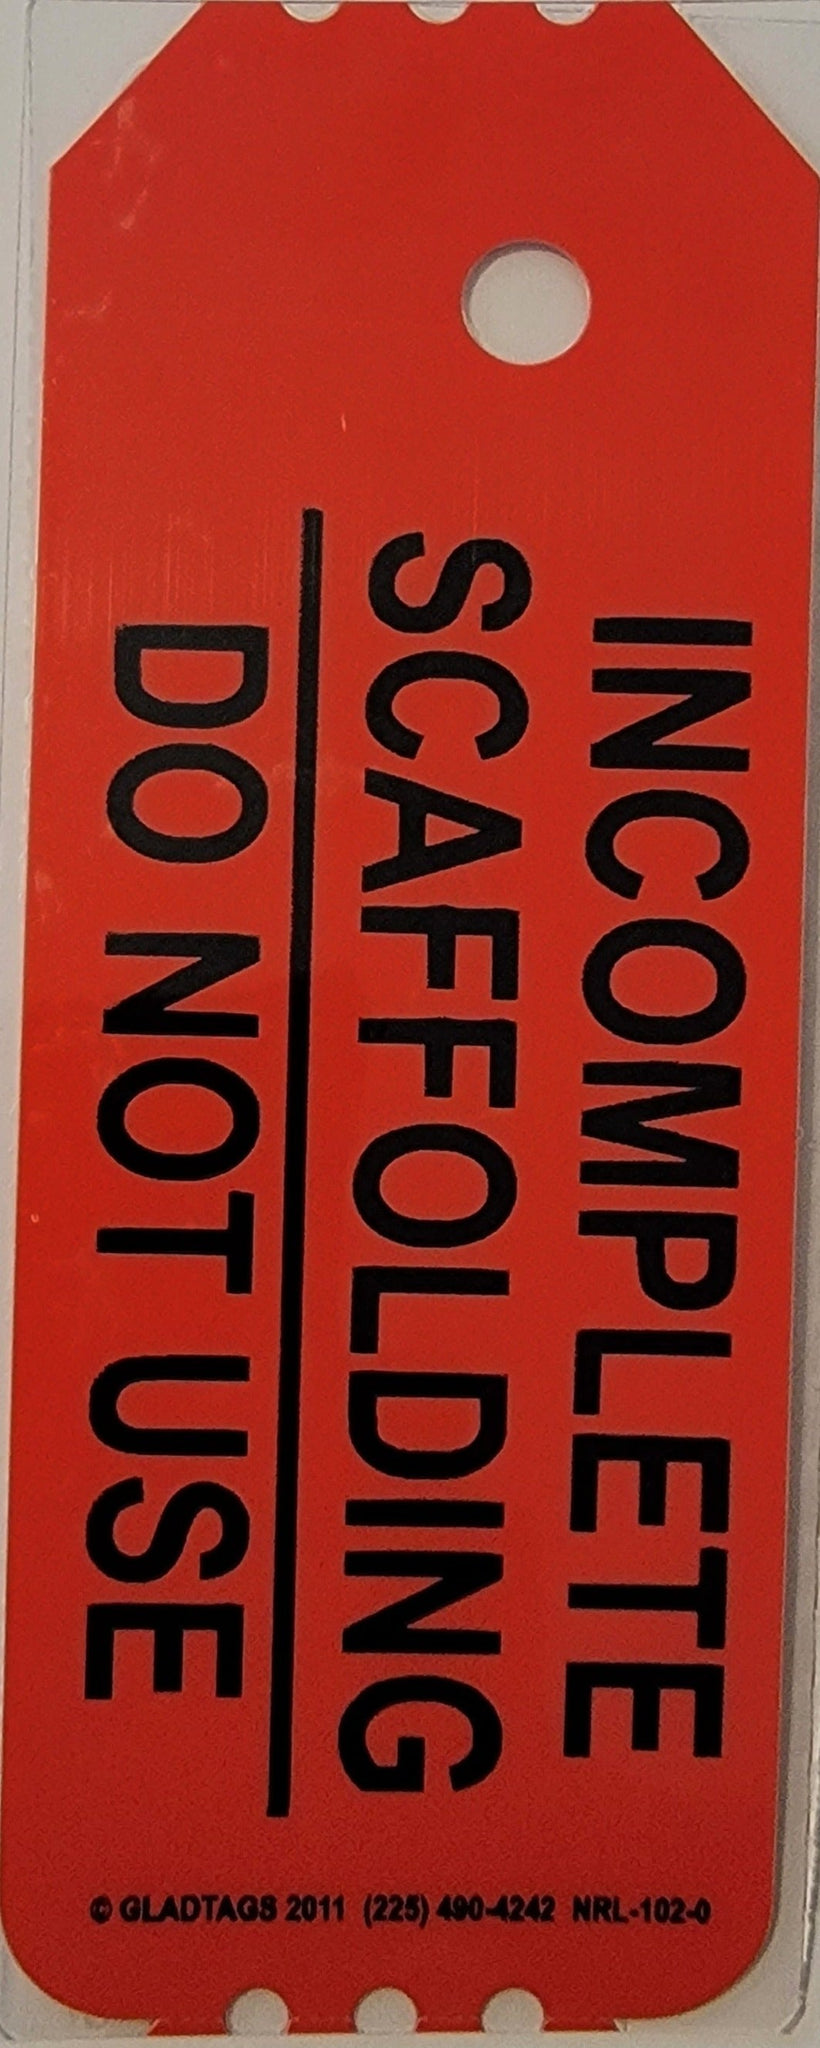 INCOMPLETE
SCAFFOLDING
DO NOT USE
© GLADTAGS 2011 (225) 490-4242 NRL-102-0